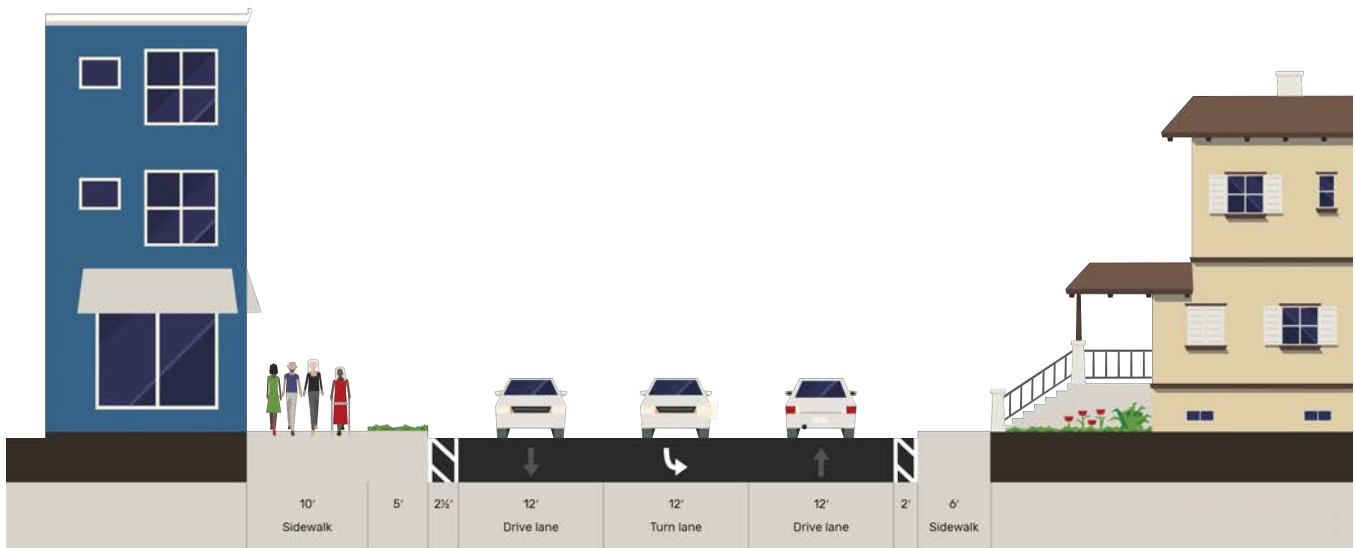 10′
Sidewalk
5′
2½′
12′
Drive lane
12′
Turn lane
12′
Drive lane
2′
6′
Sidewalk